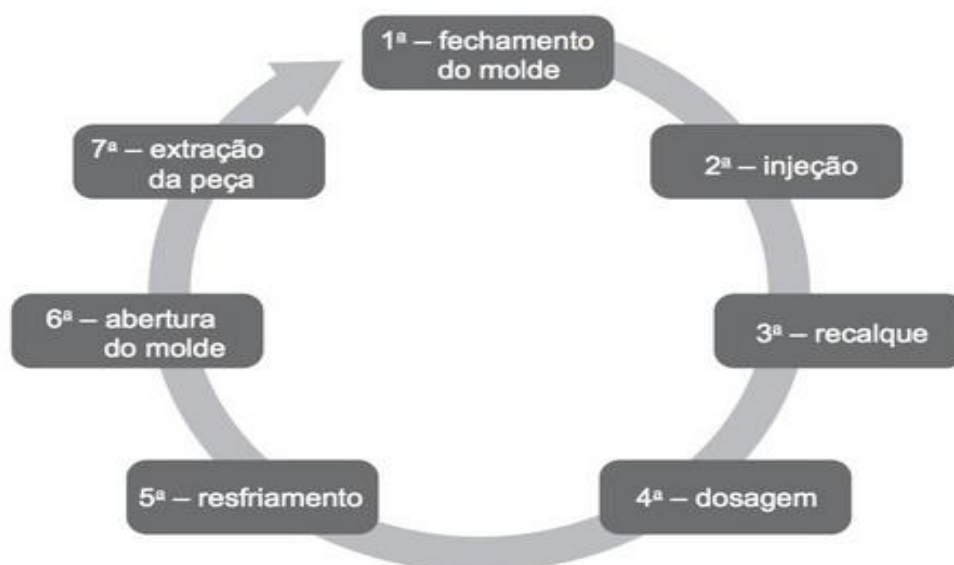 1ª – fechamento
do molde
2ª – injeção
3ª – recalque
4ª – dosagem
5ª – resfriamento
6ª – abertura
do molde
7ª – extração
da peça